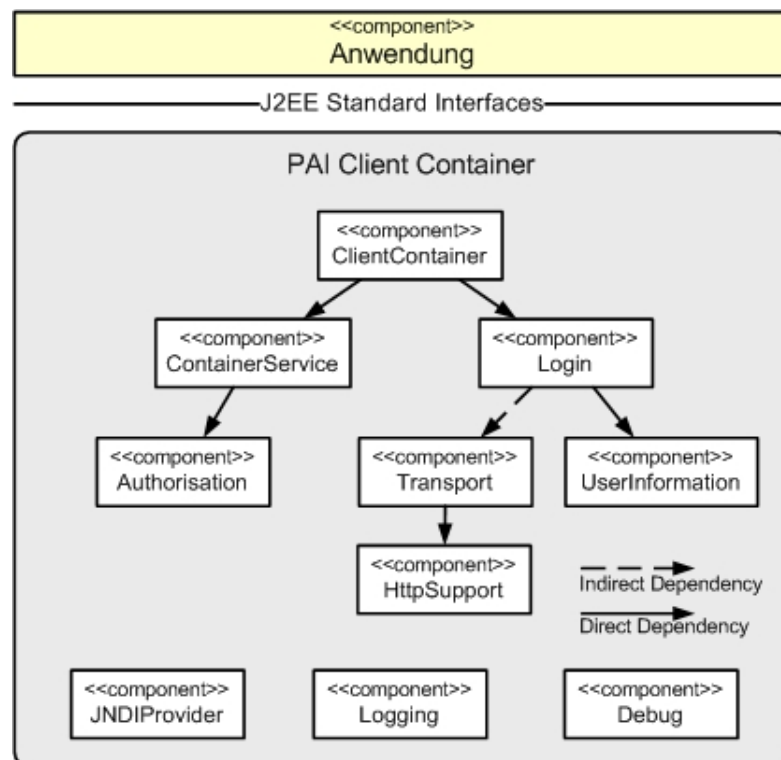 <<component>>
Anwendung
J2EE Standard Interfaces
PAI Client Container
<<component>>
ClientContainer
<<component>>
ContainerService
<<component>>
Login
<<component>>
Authorisation
<<component>>
Transport
<<component>>
UserInformation
<<component>>
HttpSupport
Indirect Dependency
Direct Dependency
<<component>>
JNDIProvider
<<component>>
Logging
<<component>>
Debug